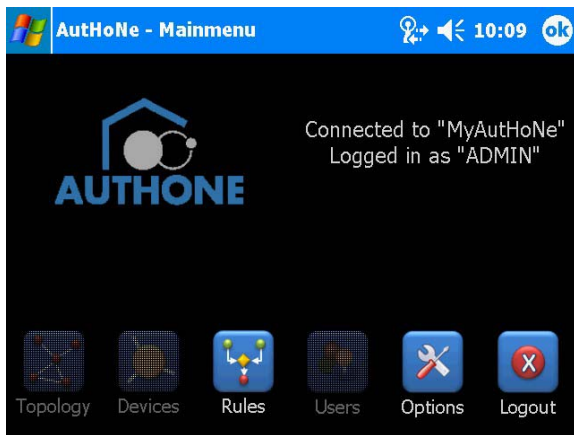 AutHoNe - Mainmenu 10:09 ok
Connected to "MyAutHoNe"
Logged in as "ADMIN"
AUTHONE
Topology Devices Rules Users Options Logout